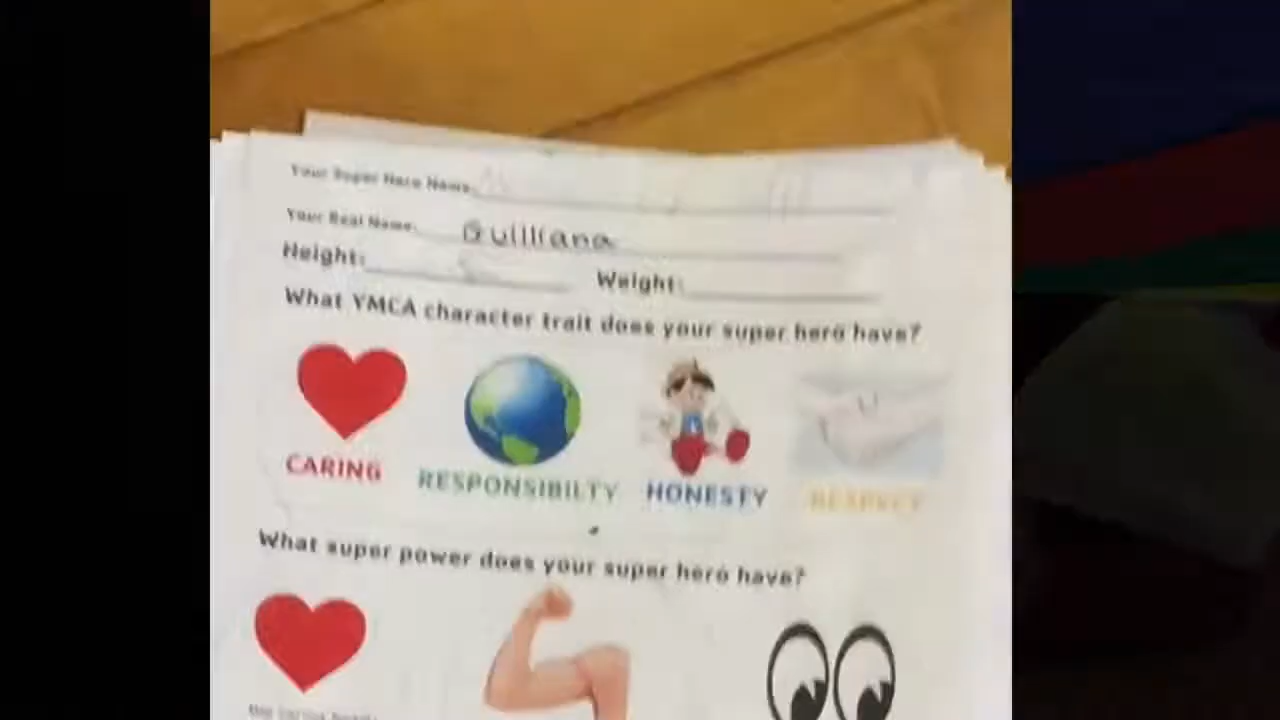 Your Super Hero Name:
Your Real Name: Guilliana
Height: Weight:
What YMCA character trait does your super hero have?
CARING RESPONSIBILTY HONESTY RESPECT
What super power does your super hero have?